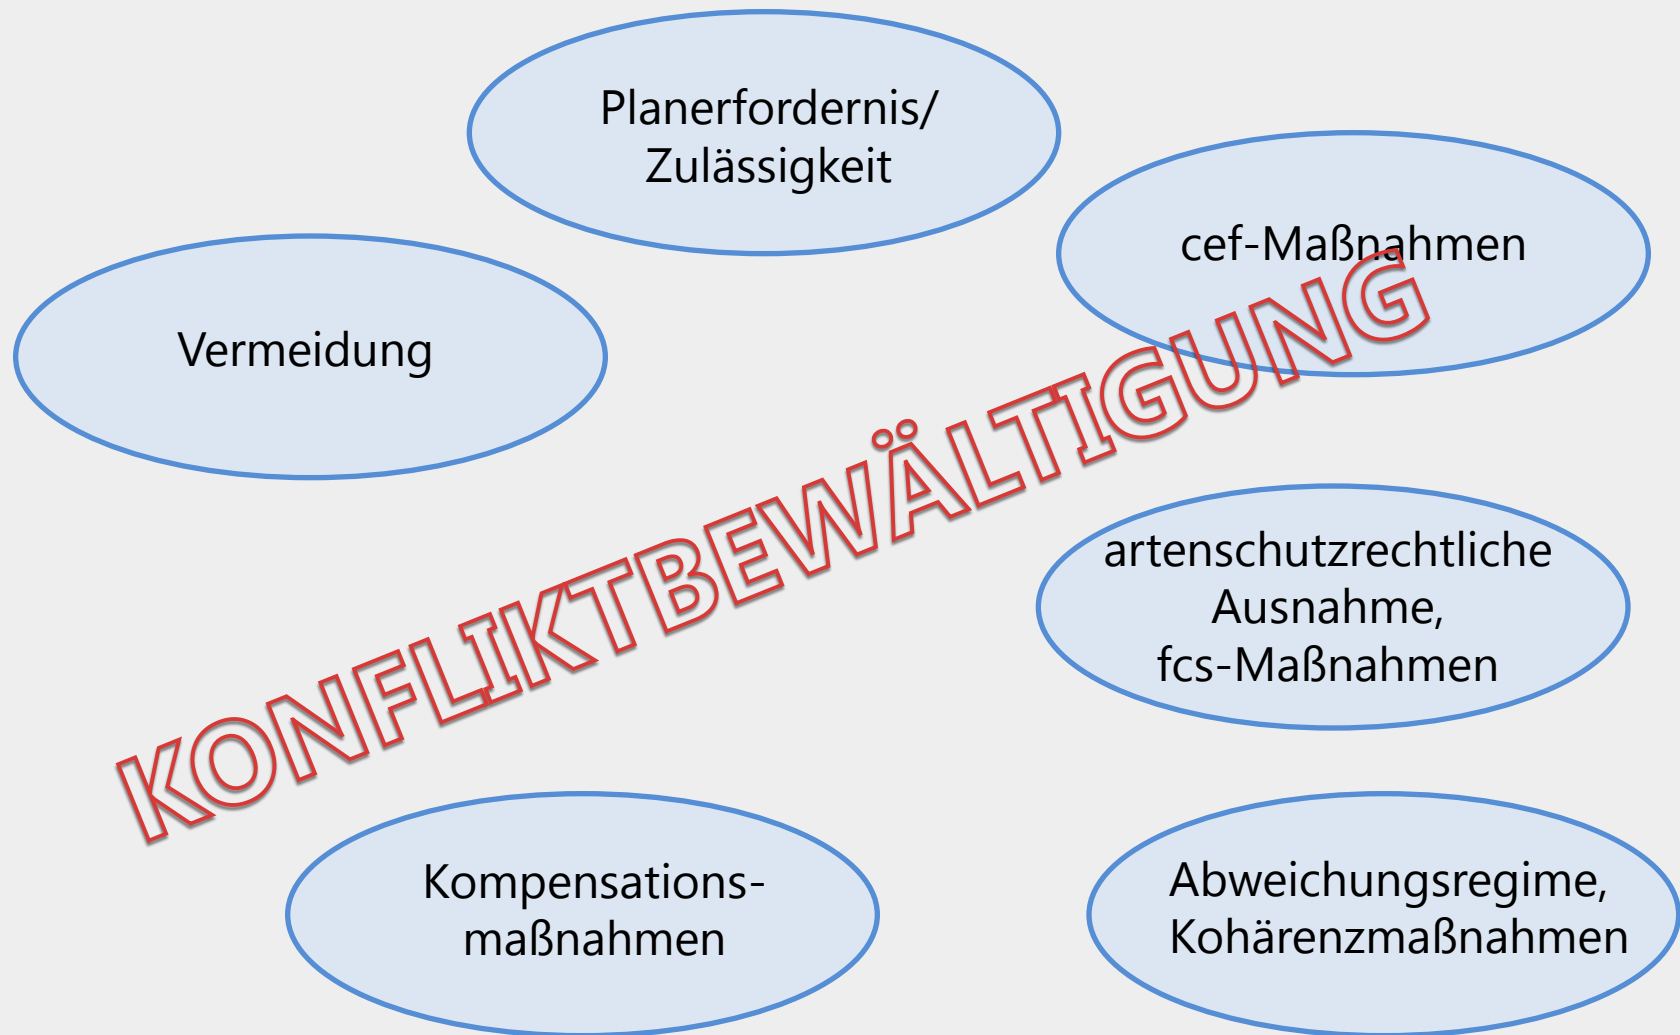 Planerfordernis/
Zulässigkeit
cef-Maßnahmen
Vermeidung
KONFLIKTBEWÄLTIGUNG
artenschutzrechtliche
Ausnahme,
fcs-Maßnahmen
Kompensations-
maßnahmen
Abweichungsregime,
Kohärenzmaßnahmen